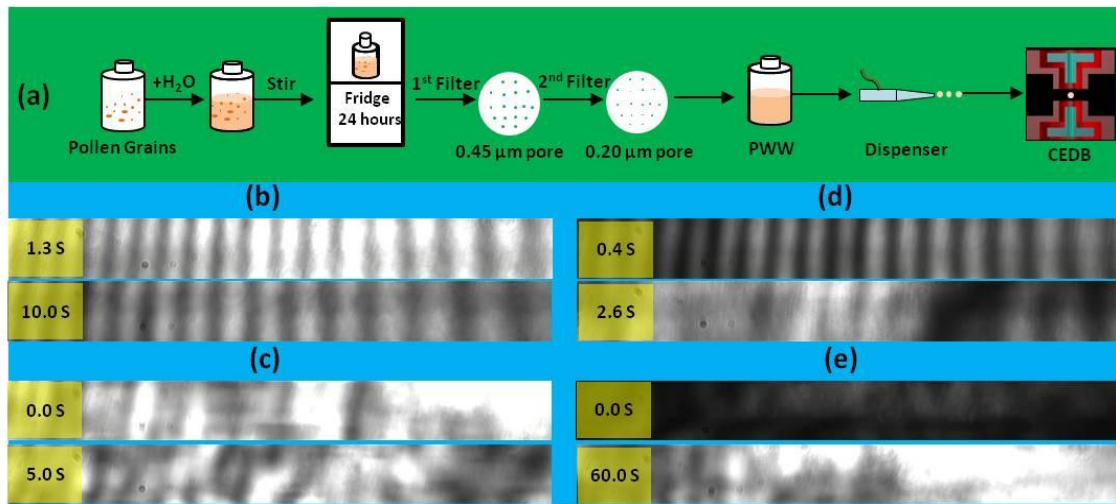 (a)
Pollen Grains
+H₂O
Stir
Fridge
24 hours
1st Filter
0.45 µm pore
2nd Filter
0.20 µm pore
PWW
Dispenser
CEDB
(b)
1.3 S
10.0 S
(c)
0.0 S
5.0 S
(d)
0.4 S
2.6 S
(e)
0.0 S
60.0 S